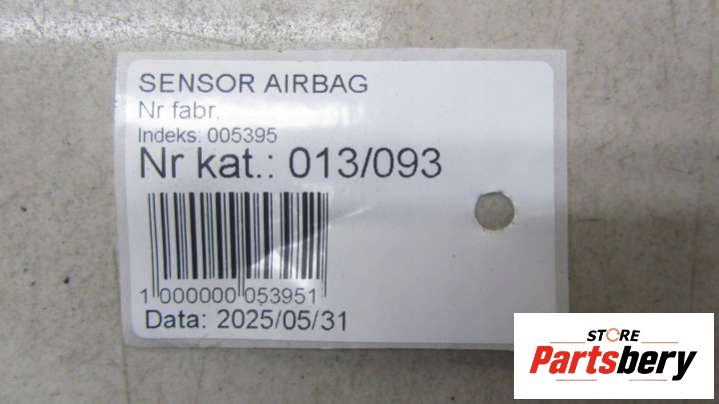 SENSOR AIRBAG
Nr fabr.
Indeks: 005395
Nr kat.: 013/093
1 000000 053951
Data: 2025/05/31
STORE
Partsbery